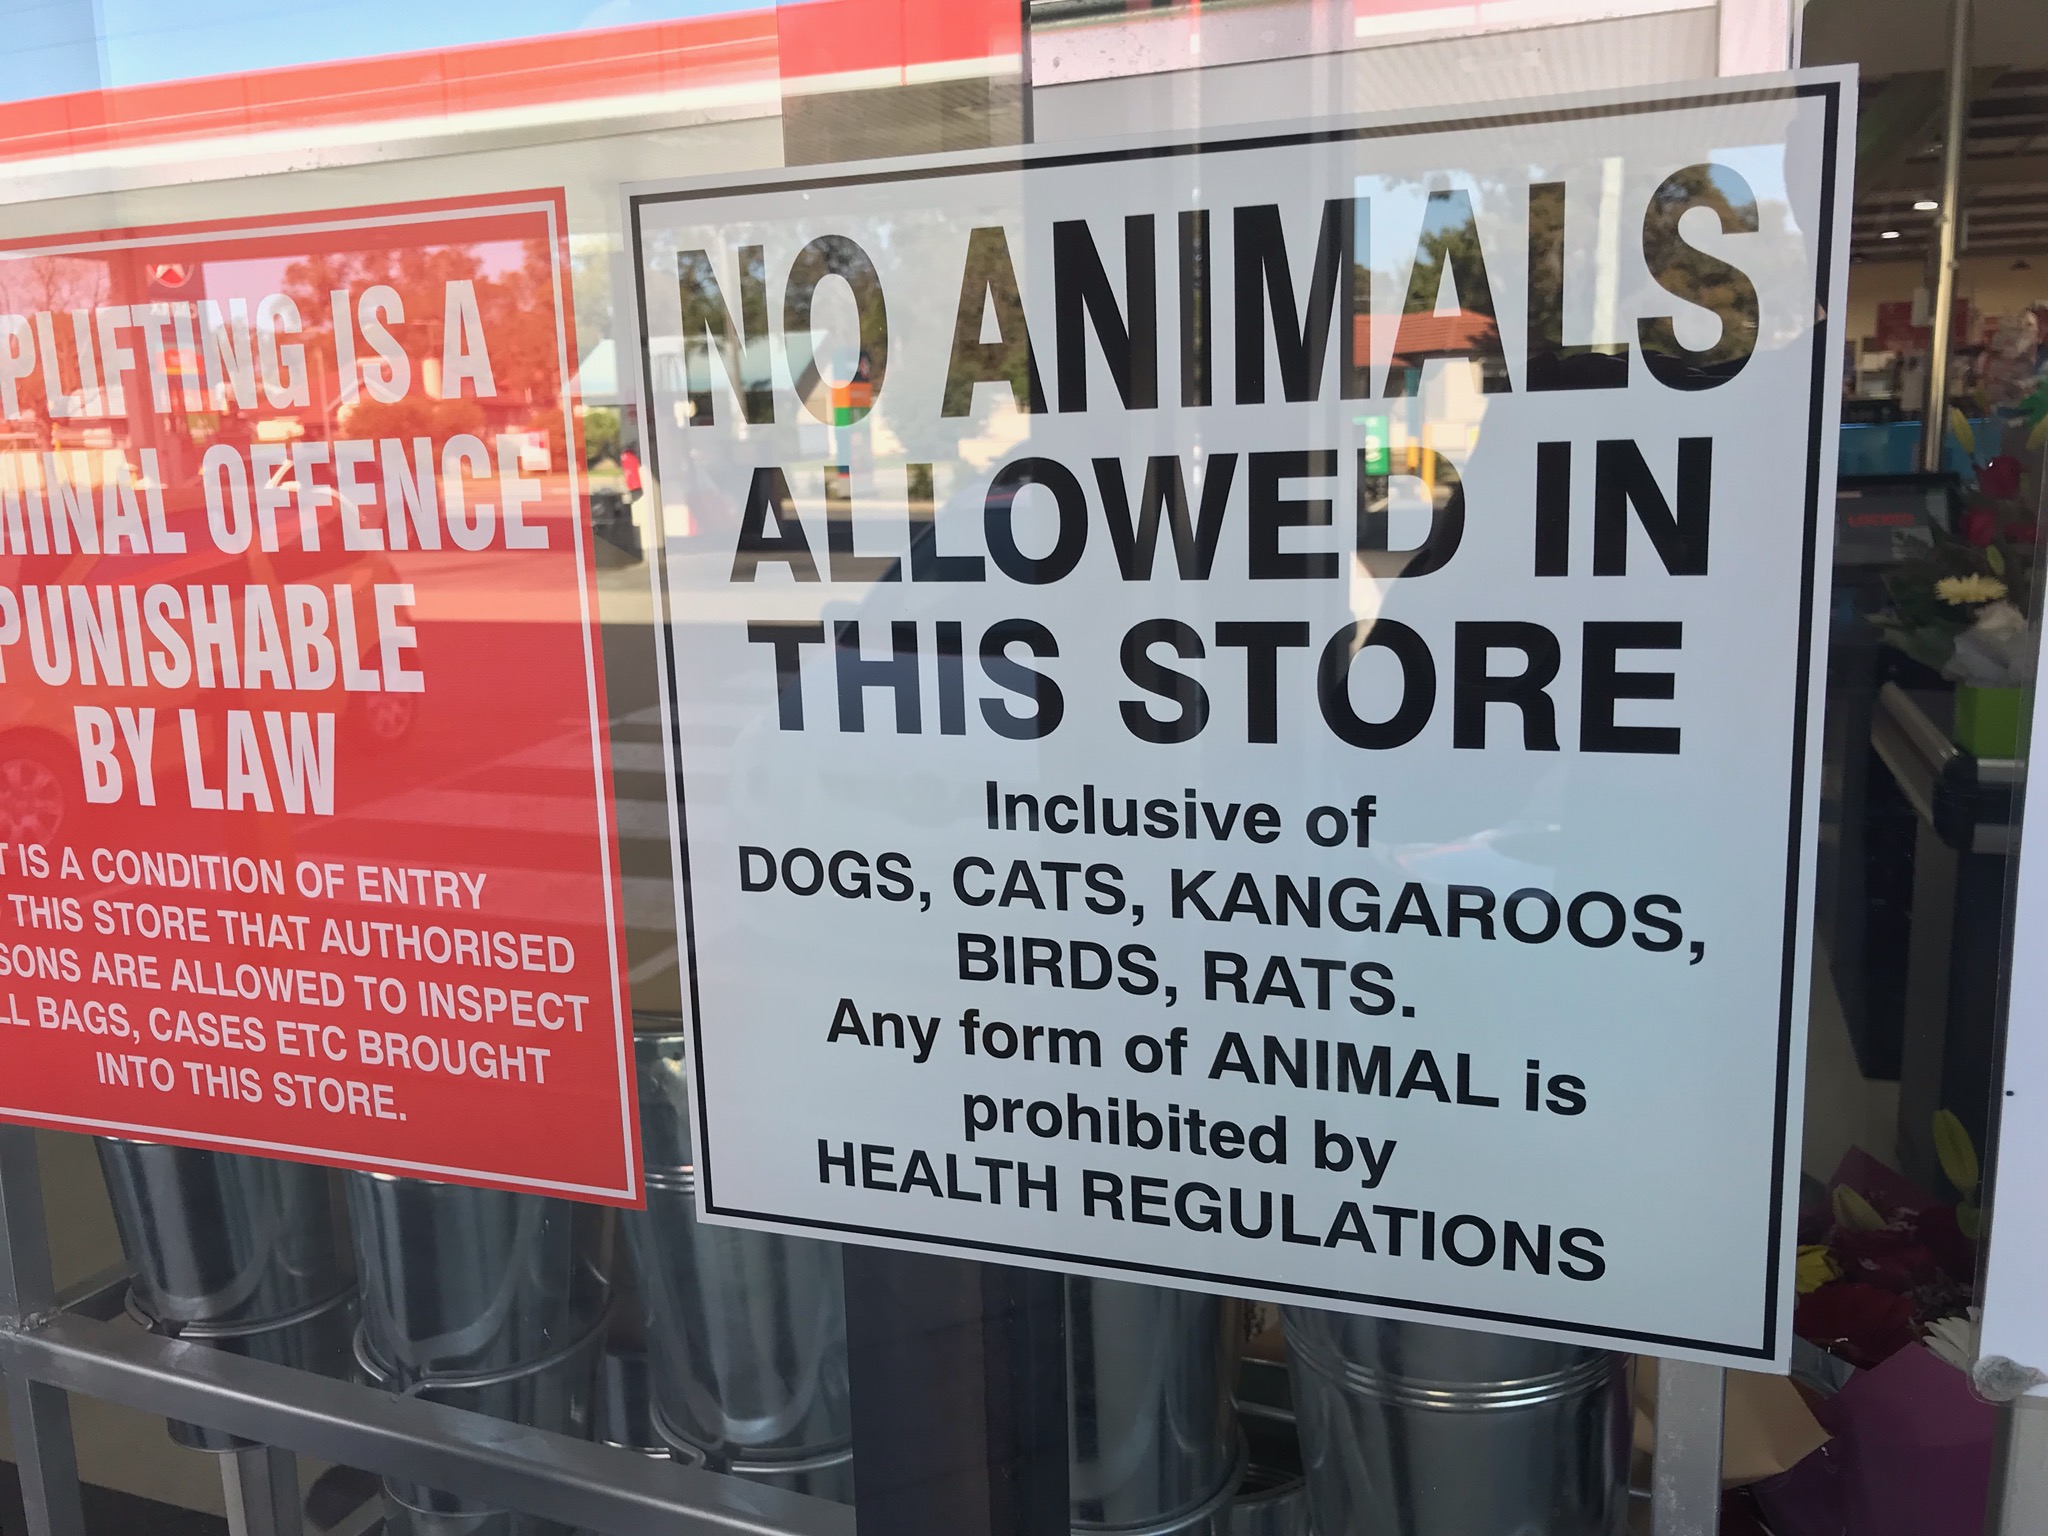 PLIFTING IS A
MINAL OFFENCE
PUNISHABLE
BY LAW
T IS A CONDITION OF ENTRY
THIS STORE THAT AUTHORISED
SONS ARE ALLOWED TO INSPECT
LL BAGS, CASES ETC BROUGHT
INTO THIS STORE.
NO ANIMALS
ALLOWED IN
THIS STORE
Inclusive of
DOGS, CATS, KANGAROOS,
BIRDS, RATS.
Any form of ANIMAL is
prohibited by
HEALTH REGULATIONS